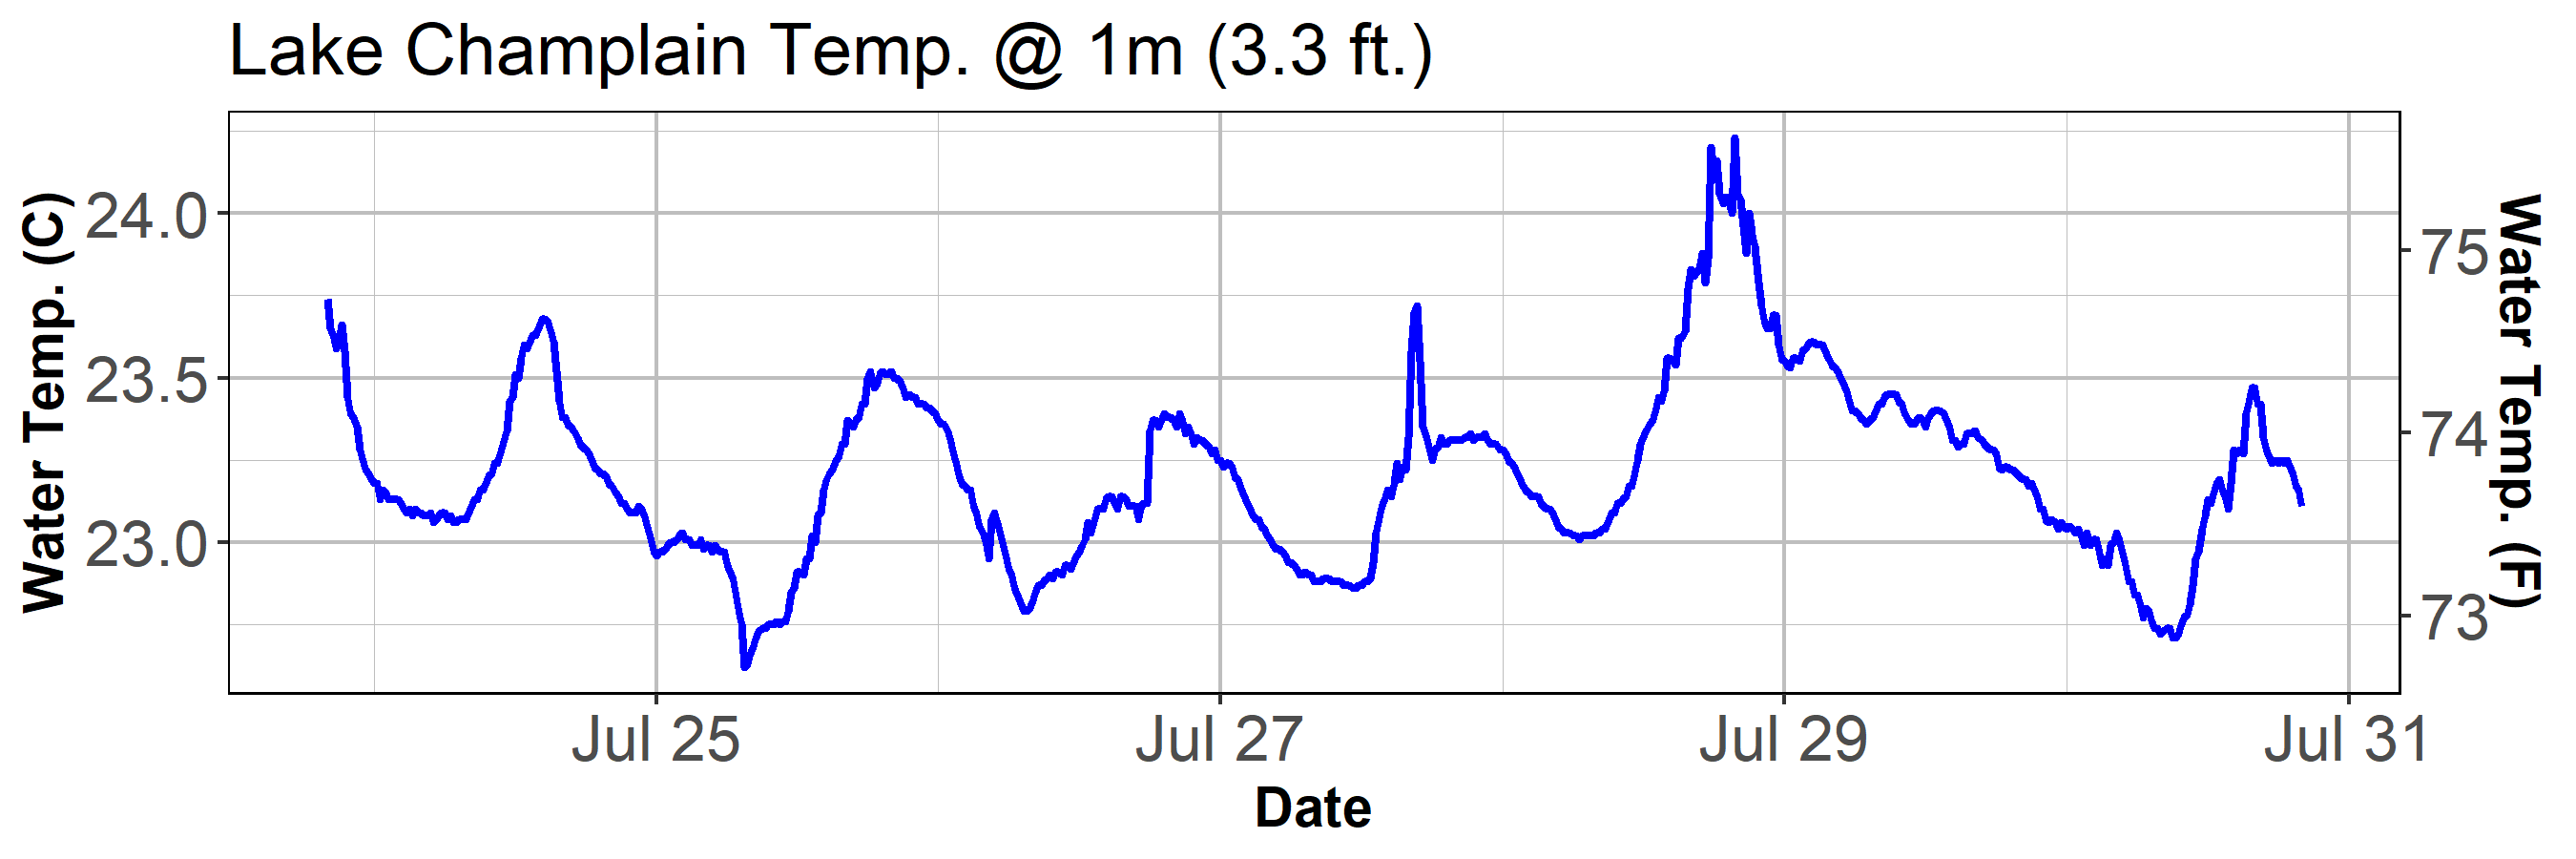 Lake Champlain Temp. @ 1m (3.3 ft.)
Water Temp. (C)
24.0
23.5
23.0
75
74
73
Water Temp. (F)
Jul 25
Jul 27
Jul 29
Jul 31
Date